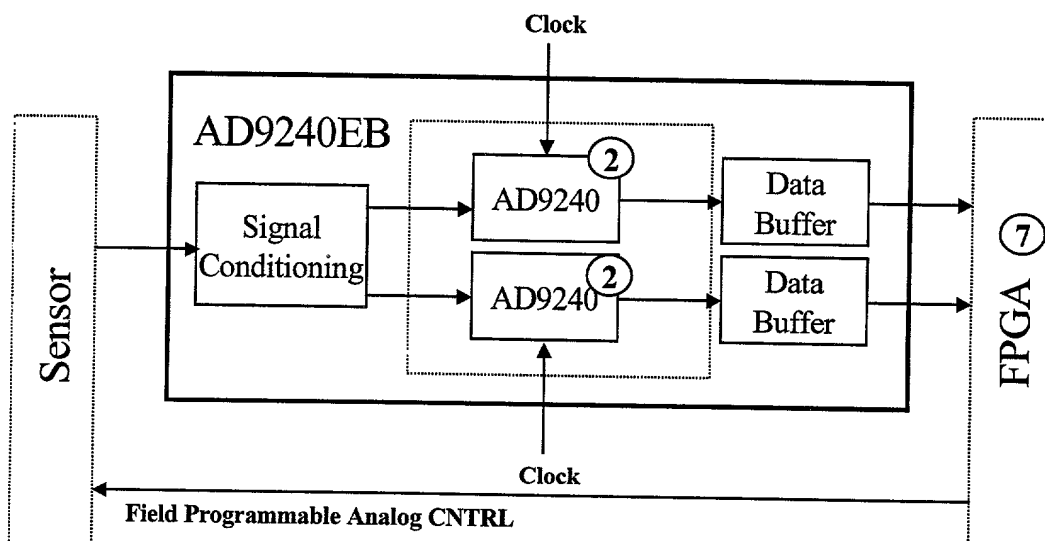 Clock
AD9240EB
2
AD9240
Data
Buffer
Signal
Conditioning
2
AD9240
Data
Buffer
Sensor
FPGA 7
Clock
Field Programmable Analog CNTRL